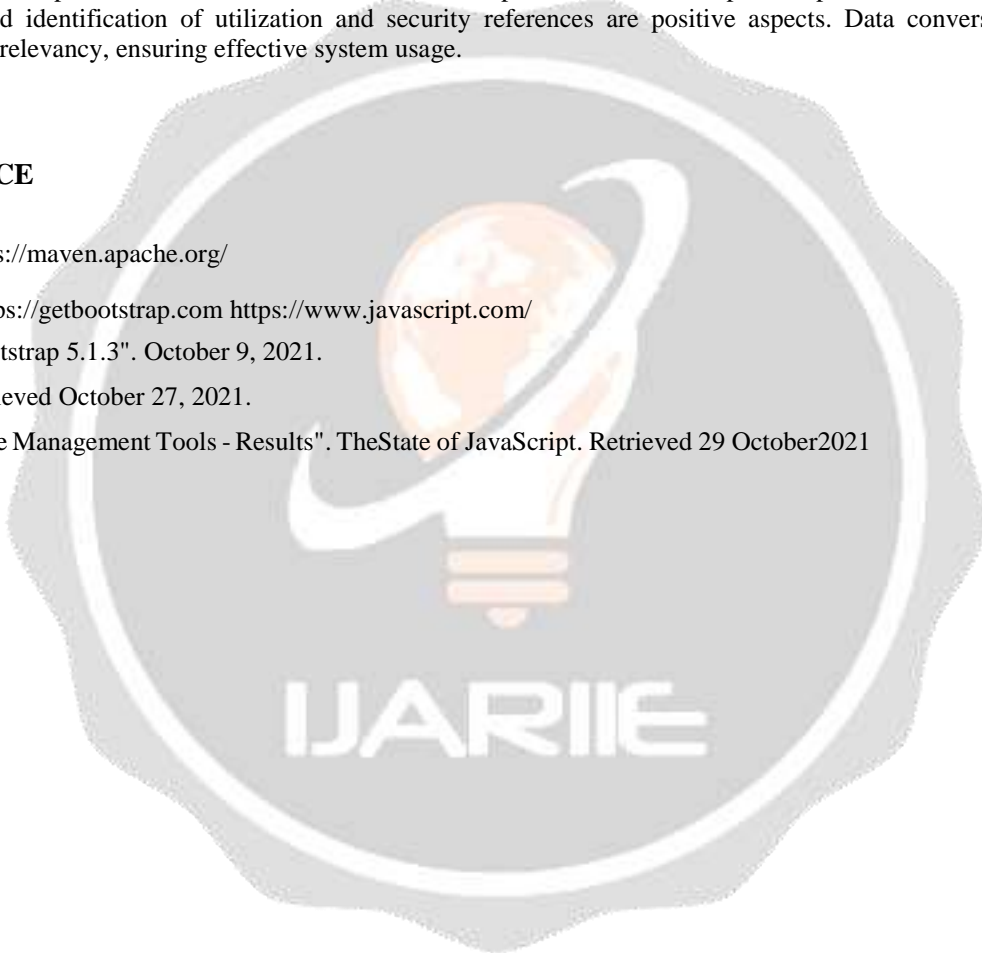 d identification of utilization and security references are positive aspects. Data convers
relevancy, ensuring effective system usage.
CE
s://maven.apache.org/
ps://getbootstrap.com https://www.javascript.com/
tstrap 5.1.3". October 9, 2021.
ieved October 27, 2021.
e Management Tools - Results". TheState of JavaScript. Retrieved 29 October2021
IJARIIE